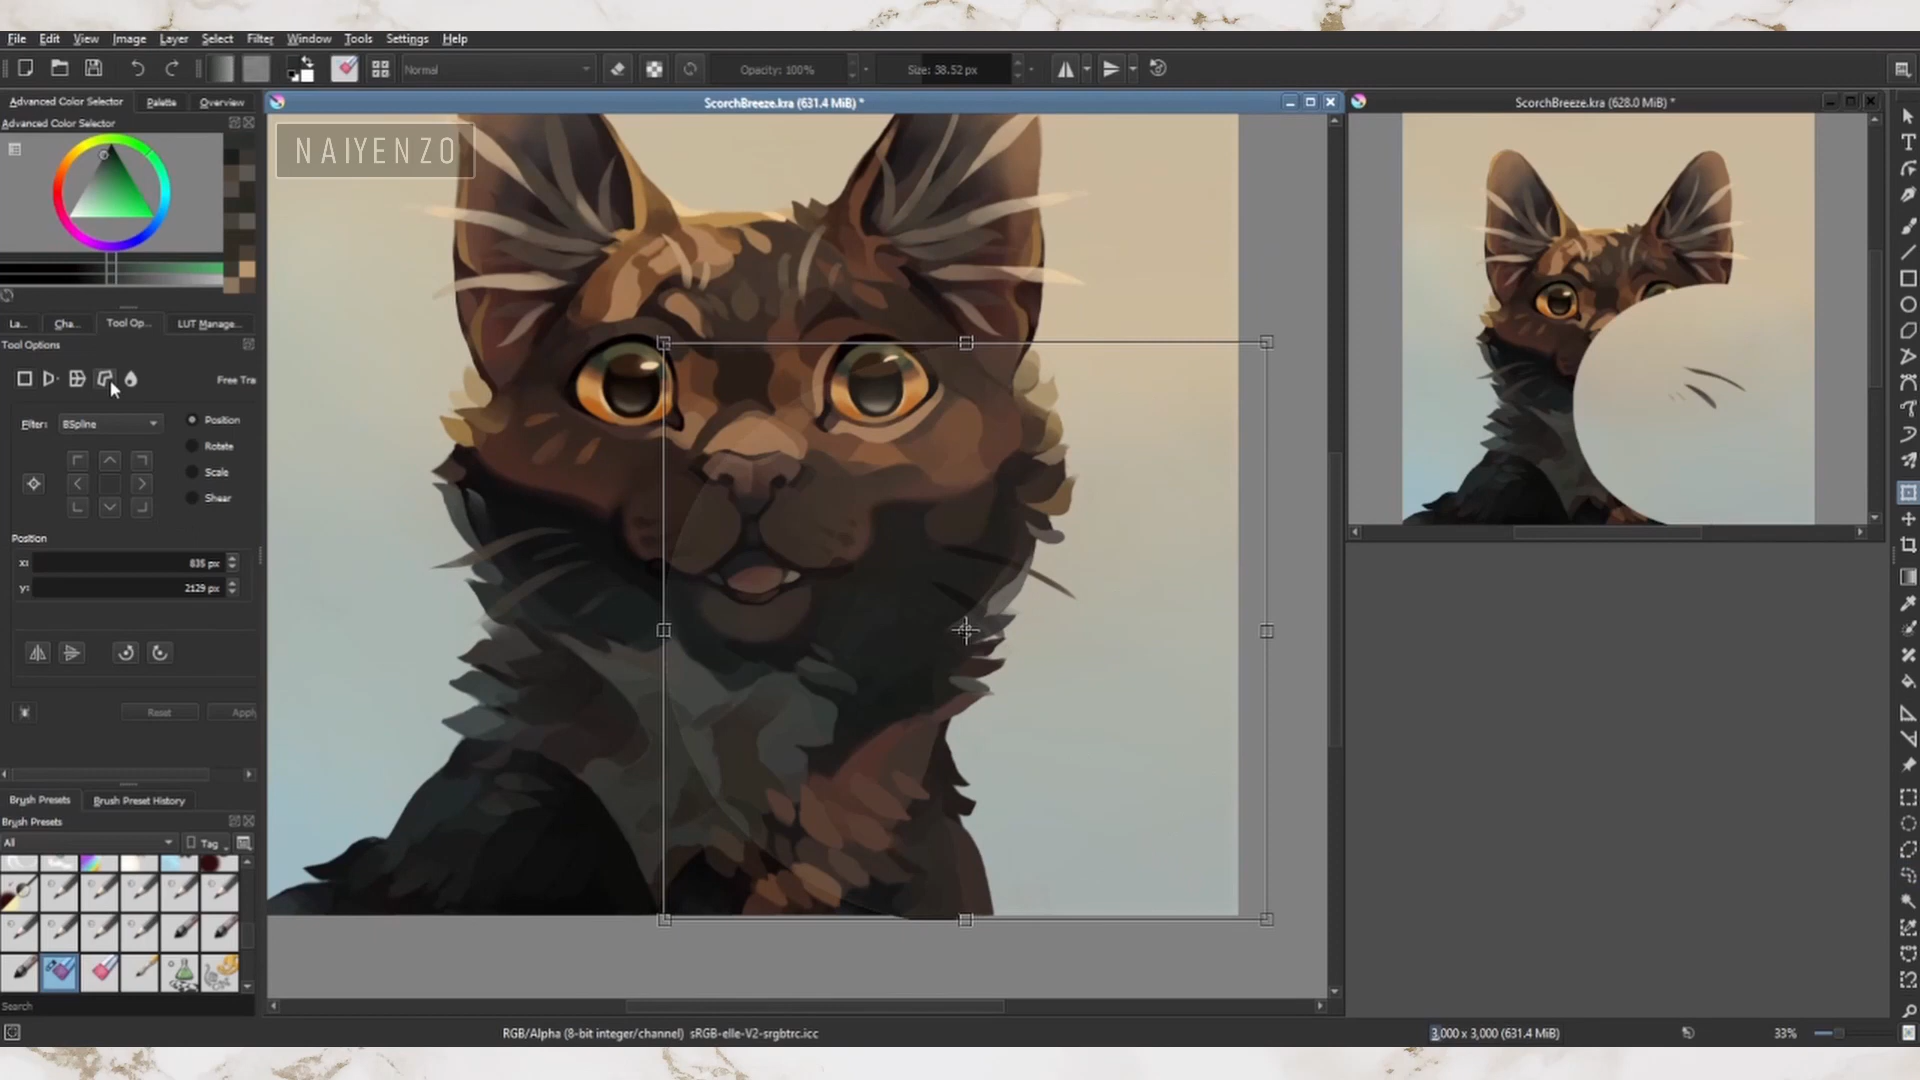 File Edit View Image Layer Select Filter Window Tools Settings Help
Normal
Opacity: 100%
Size: 38.52 px
Advanced Color Selector Palette Overview
Advanced Color Selector
ScorchBreeze.kra (631.4 MiB) *
ScorchBreeze.kra (628.0 MiB) *
NAIYENZO
La... Cha... Tool Op... LUT Manage...
Tool Options
Free Tra
Filter: BSpline
Position
Rotate
Scale
Shear
Position
x: 835 px
y: 2129 px
Reset Apply
Brush Presets Brush Preset History
Brush Presets
All Tag
Search
RGB/Alpha (8-bit integer/channel) sRGB-elle-V2-srgbtrc.icc
3,000 x 3,000 (631.4 MiB)
33%